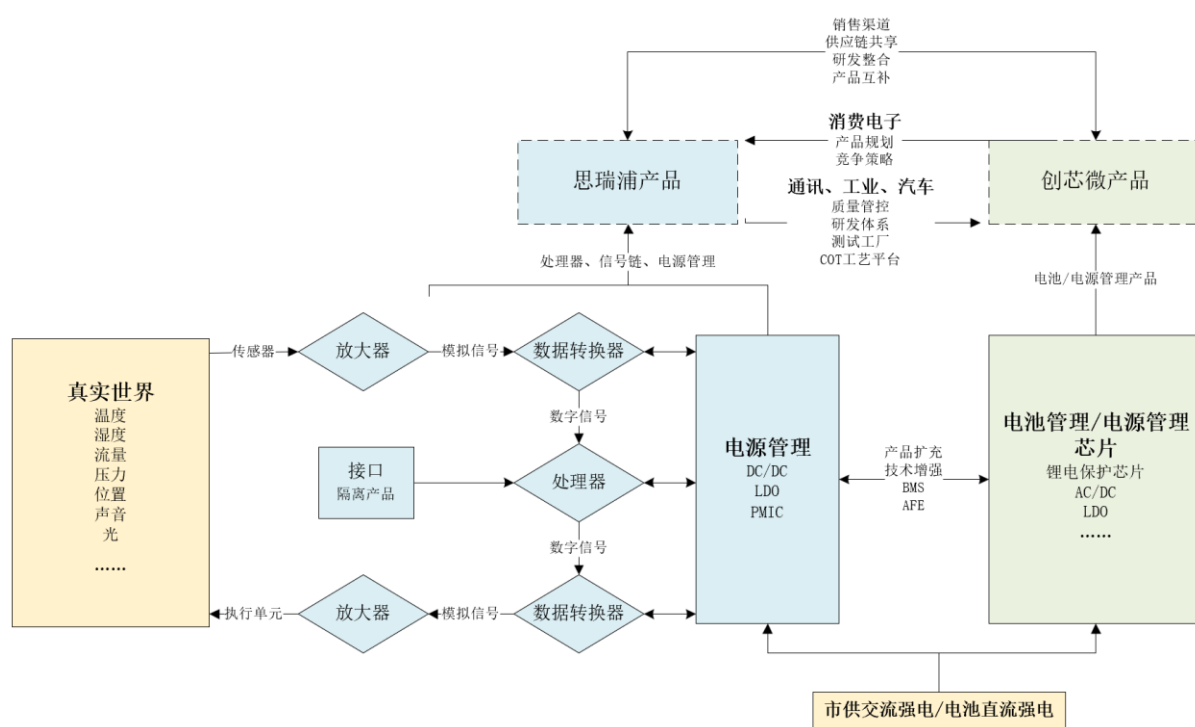 销售渠道
供应链共享
研发整合
产品互补
消费电子
产品规划
竞争策略
思瑞浦产品
创芯微产品
通讯、工业、汽车
质量管控
研发体系
测试工厂
COT工艺平台
处理器、信号链、电源管理
电池/电源管理产品
真实世界
温度
湿度
流量
压力
位置
声音
光
……
传感器
放大器
模拟信号
数据转换器
数字信号
接口
隔离产品
处理器
数字信号
执行单元
放大器
模拟信号
数据转换器
电源管理
DC/DC
LDO
PMIC
产品扩充
技术增强
BMS
AFE
电池管理/电源管理
芯片
锂电保护芯片
AC/DC
LDO
……
市供交流强电/电池直流强电